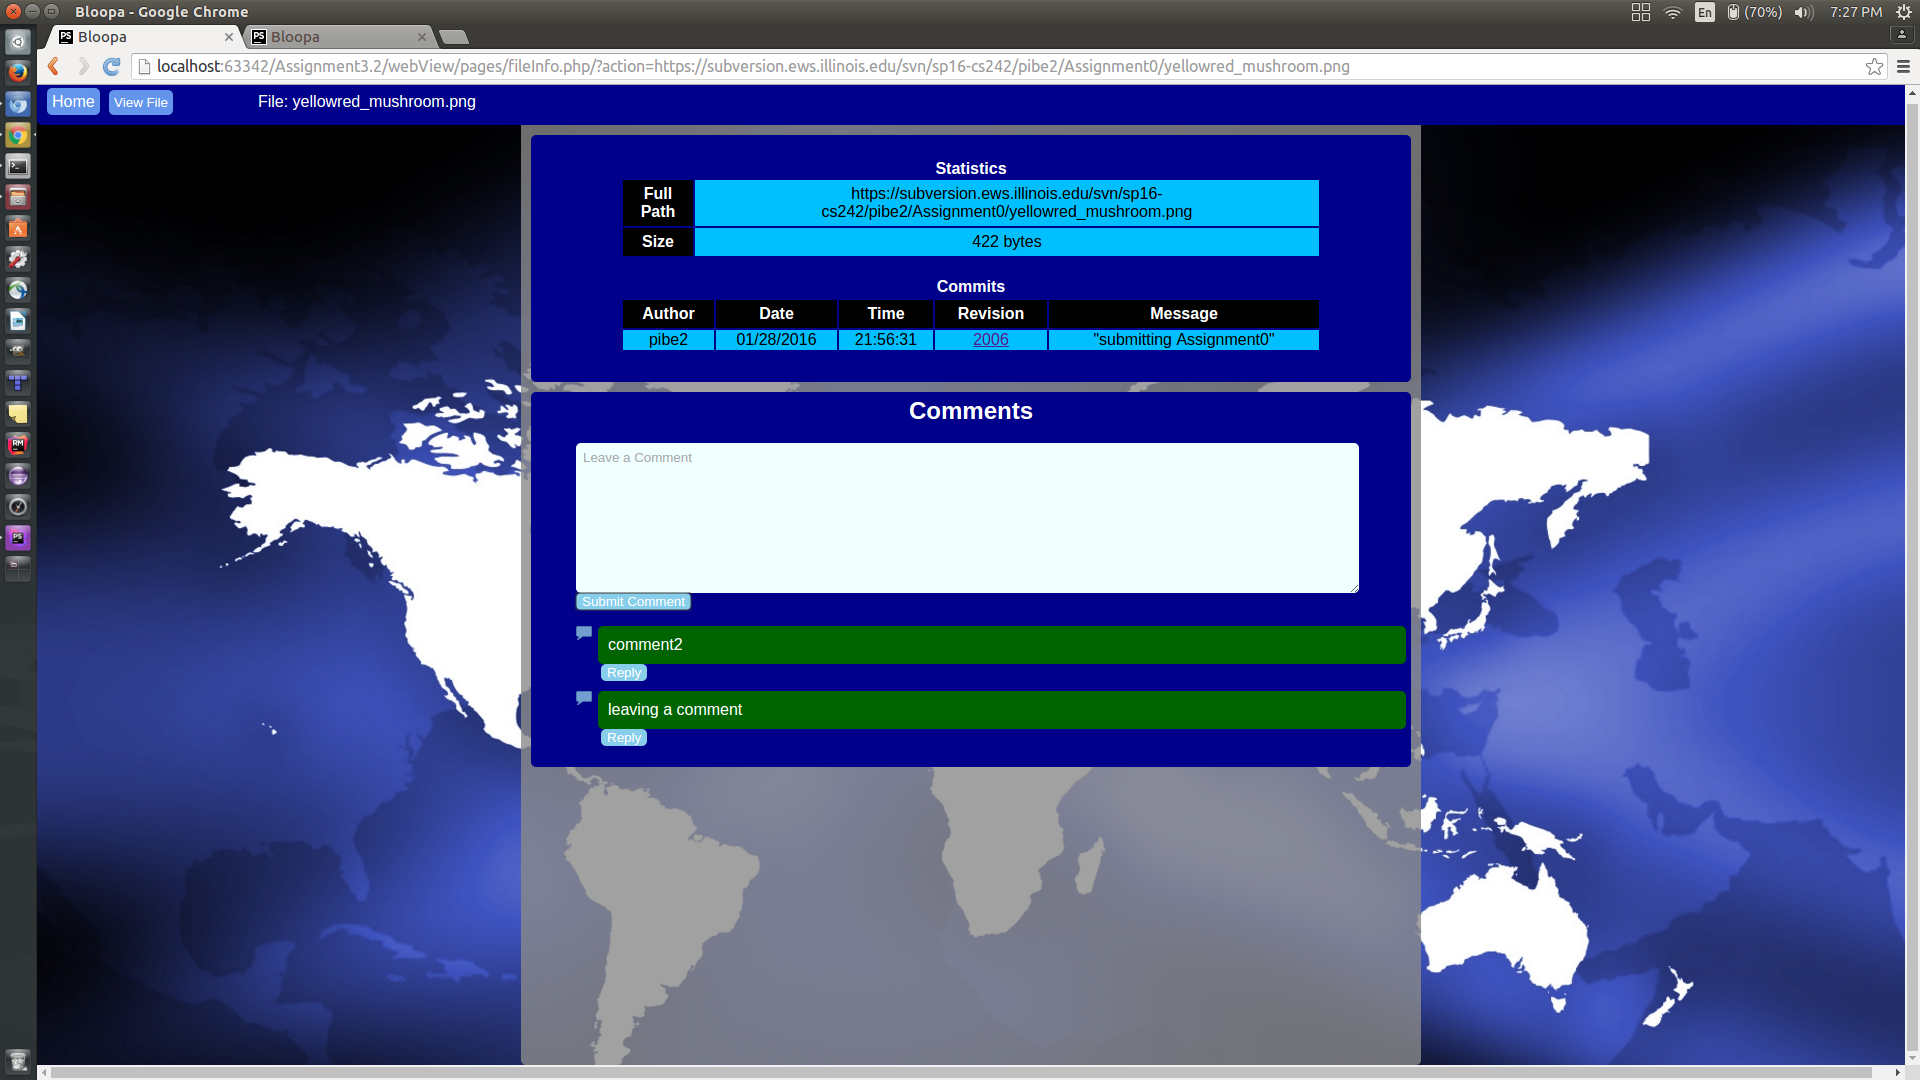 Bloopa - Google Chrome
En
(70%)
7:27 PM
PS Bloopa
PS Bloopa
localhost:63342/Assignment3.2/webView/pages/fileInfo.php/?action=https://subversion.ews.illinois.edu/svn/sp16-cs242/pibe2/Assignment0/yellowred_mushroom.png
Home View File File: yellowred_mushroom.png
Statistics
Full Path https://subversion.ews.illinois.edu/svn/sp16-
cs242/pibe2/Assignment0/yellowred_mushroom.png
Size 422 bytes
Commits
Author Date Time Revision Message
pibe2 01/28/2016 21:56:31 2006 "submitting Assignment0"
Comments
Leave a Comment
Submit Comment
comment2
Reply
leaving a comment
Reply
RM
PS